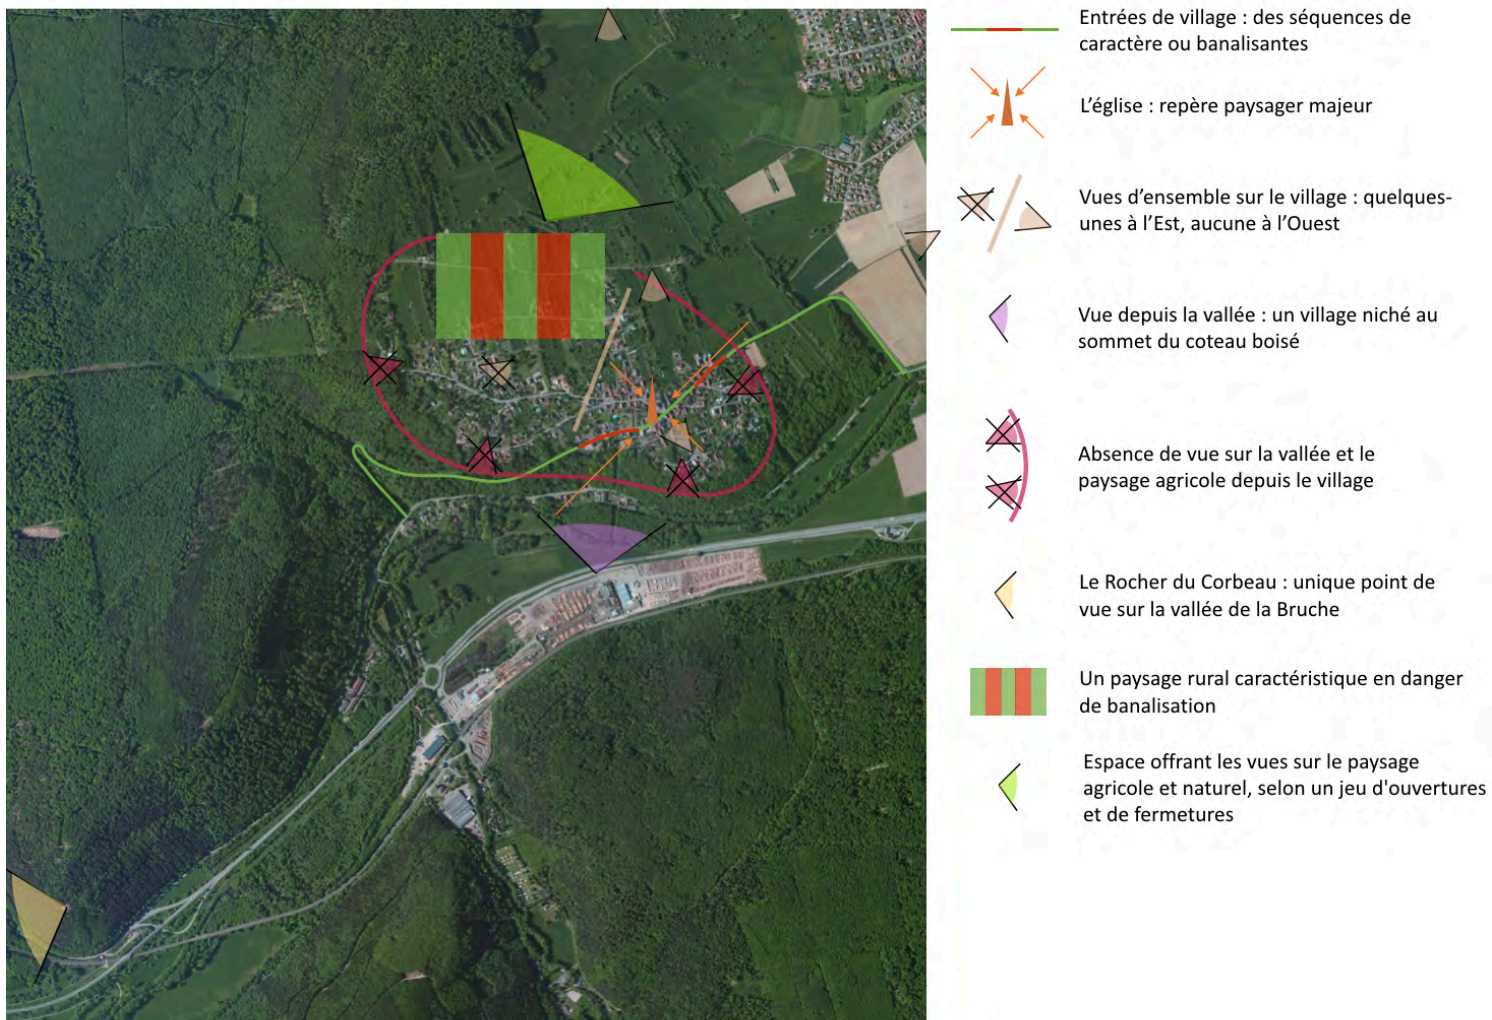 Entrées de village : des séquences de
caractère ou banalisantes
L’église : repère paysager majeur
Vues d’ensemble sur le village : quelques-
unes à l’Est, aucune à l’Ouest
Vue depuis la vallée : un village niché au
sommet du coteau boisé
Absence de vue sur la vallée et le
paysage agricole depuis le village
Le Rocher du Corbeau : unique point de
vue sur la vallée de la Bruche
Un paysage rural caractéristique en danger
de banalisation
Espace offrant les vues sur le paysage
agricole et naturel, selon un jeu d'ouvertures
et de fermetures